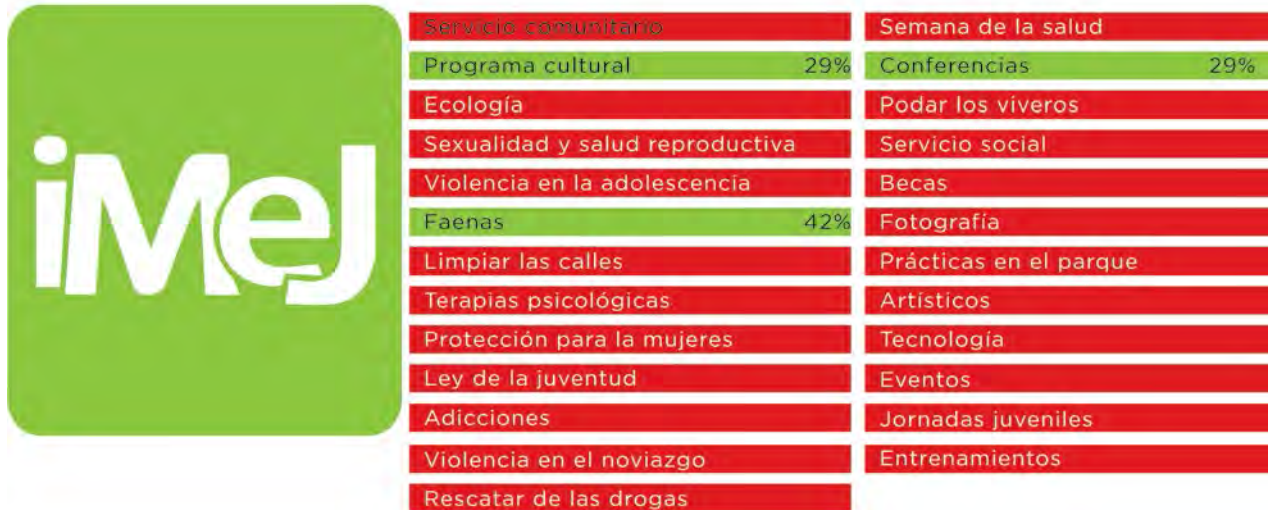 iMeJ
Servicio comunitario
Programa cultural 29%
Ecología
Sexualidad y salud reproductiva
Violencia en la adolescencia
Faenas 42%
Limpiar las calles
Terapias psicológicas
Protección para la mujeres
Ley de la juventud
Adicciones
Violencia en el noviazgo
Rescatar de las drogas
Semana de la salud
Conferencias 29%
Podar los viveros
Servicio social
Becas
Fotografía
Prácticas en el parque
Artísticos
Tecnología
Eventos
Jornadas juveniles
Entrenamientos